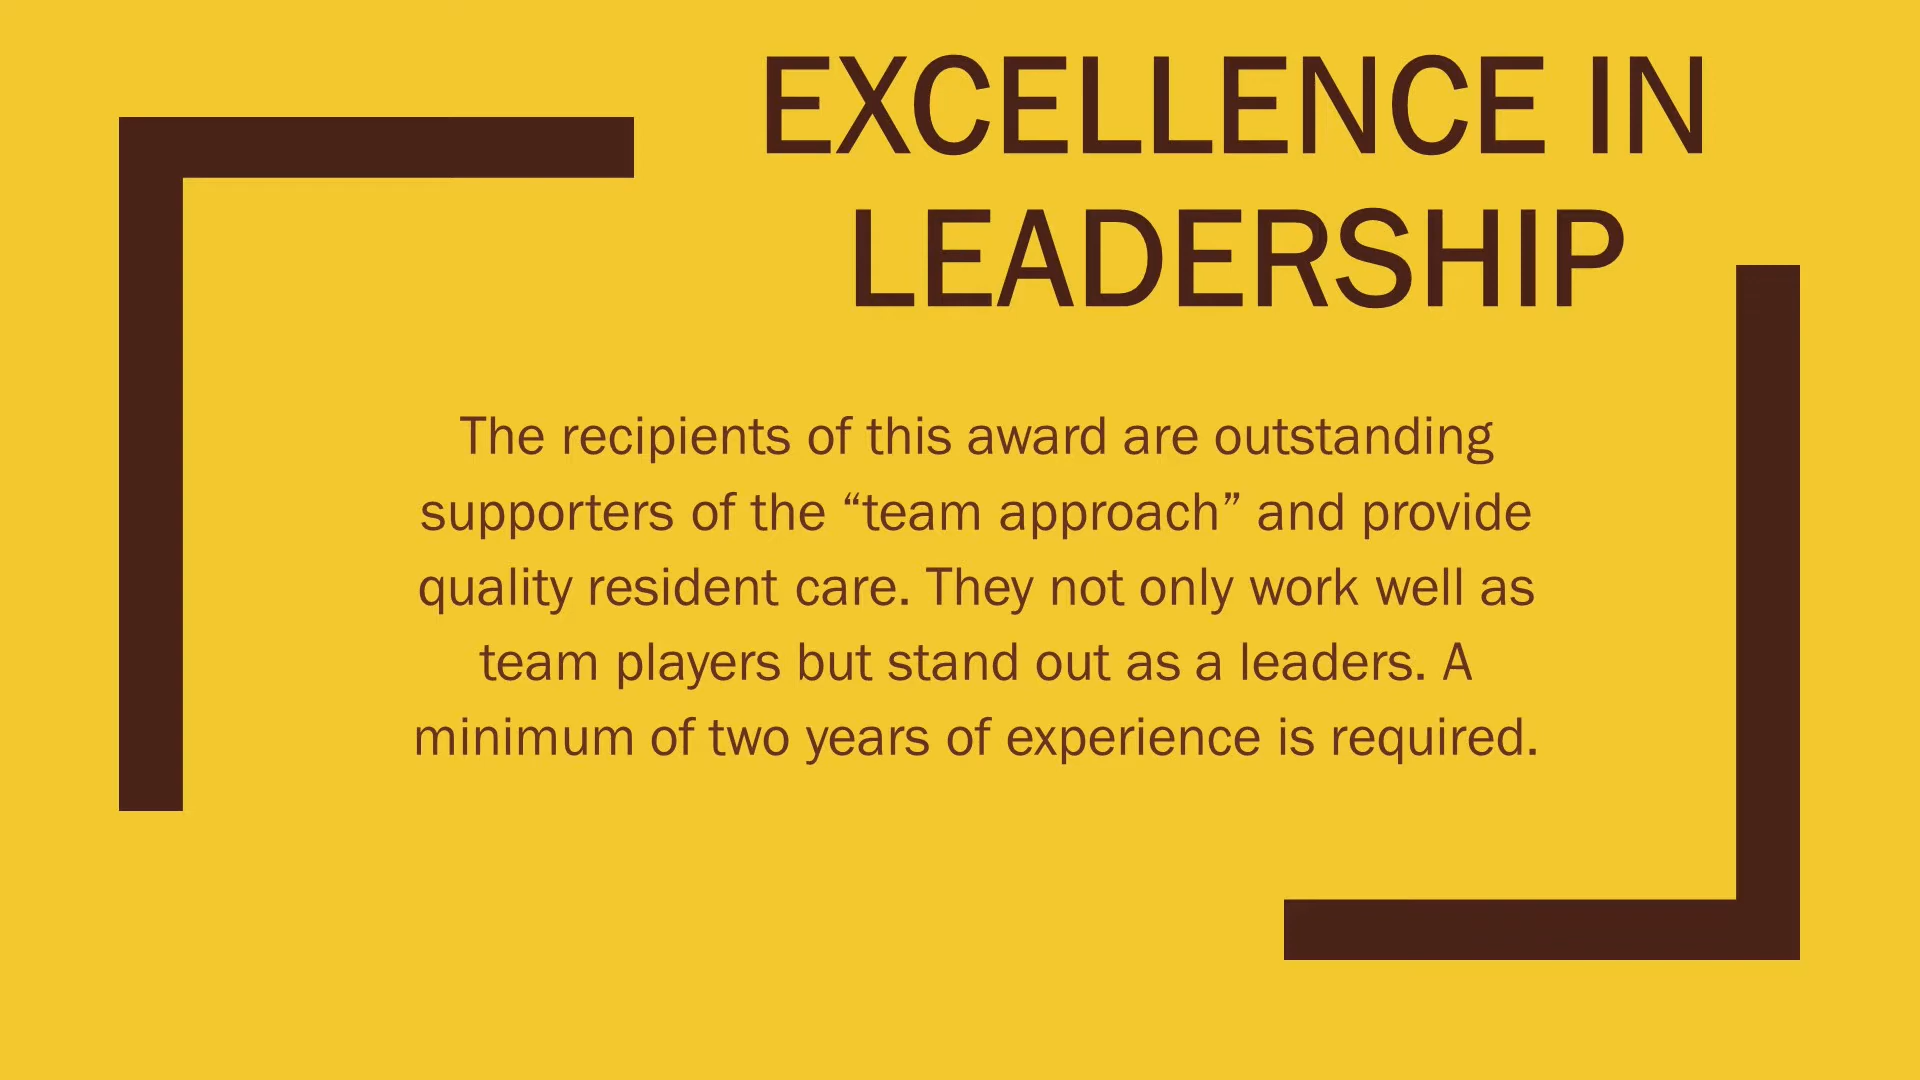 EXCELLENCE IN
LEADERSHIP
The recipients of this award are outstanding
supporters of the “team approach” and provide
quality resident care. They not only work well as
team players but stand out as a leaders. A
minimum of two years of experience is required.